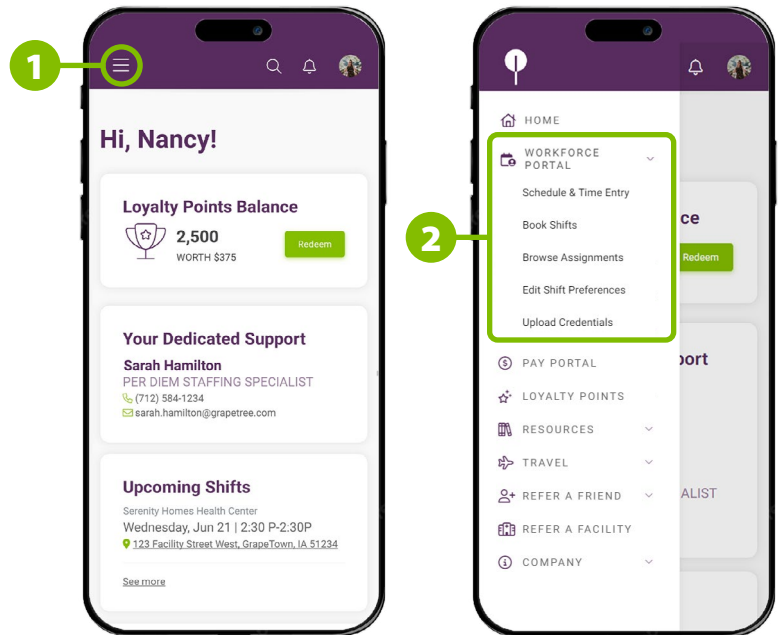 1
Hi, Nancy!
Loyalty Points Balance
2,500
WORTH $375
Redeem
Your Dedicated Support
Sarah Hamilton
PER DIEM STAFFING SPECIALIST
(712) 584-1234
sarah.hamilton@grapetree.com
Upcoming Shifts
Serenity Homes Health Center
Wednesday, Jun 21 | 2:30 P-2:30P
123 Facility Street West, GrapeTown, IA 51234
See more
2
HOME
WORKFORCE
PORTAL
Schedule & Time Entry
Book Shifts
Browse Assignments
Edit Shift Preferences
Upload Credentials
PAY PORTAL
LOYALTY POINTS
RESOURCES
TRAVEL
REFER A FRIEND
REFER A FACILITY
COMPANY
ce
Redeem
port
ALIST